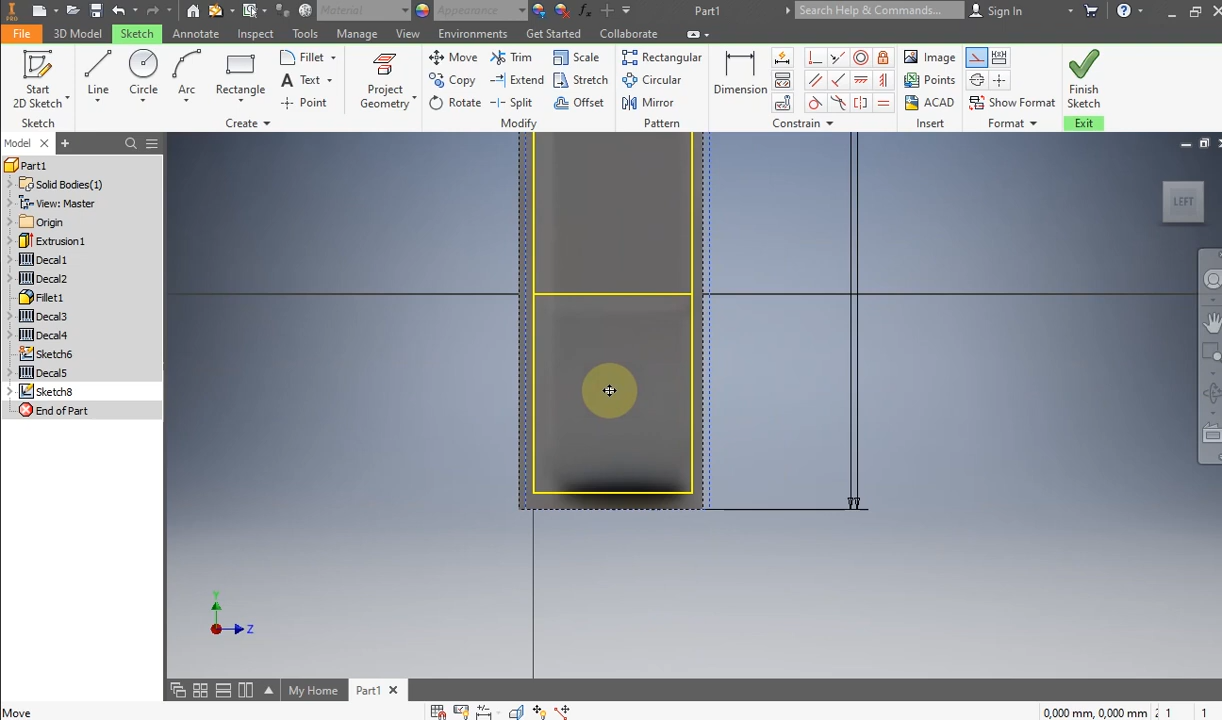 PRO Material Appearance Part1 Search Help & Commands... Sign In
File 3D Model Sketch Annotate Inspect Tools Manage View Environments Get Started Collaborate
Start 2D Sketch Line Circle Arc Rectangle Fillet Text Point Project Geometry Move Copy Rotate Trim Extend Split Scale Stretch Offset Rectangular Circular Mirror Dimension Image Points ACAD Show Format Finish Sketch
Sketch Create Modify Pattern Constrain Insert Format Exit
Model
Part1
Solid Bodies(1)
View: Master
Origin
Extrusion1
Decal1
Decal2
Fillet1
Decal3
Decal4
Sketch6
Decal5
Sketch8
End of Part
LEFT
Y
Z
My Home Part1
Move 0,000 mm, 0,000 mm 1 1